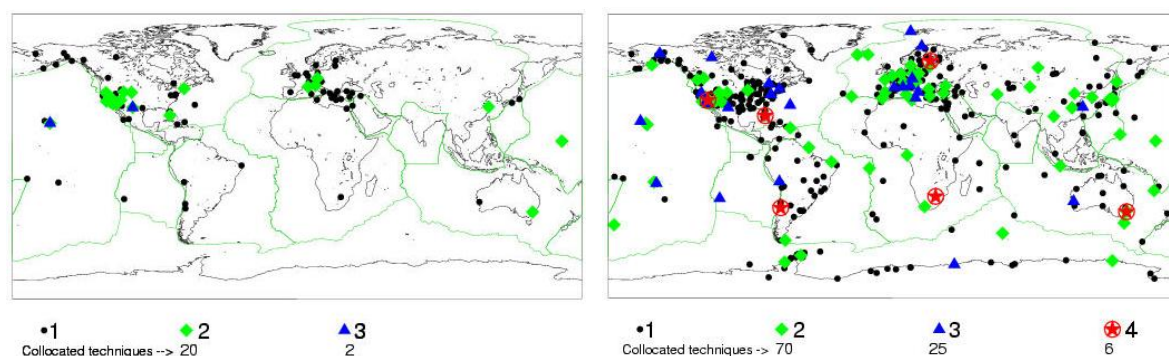 1 2 3
Collocated techniques --> 20 2
1 2 3 4
Collocated techniques -> 70 25 6